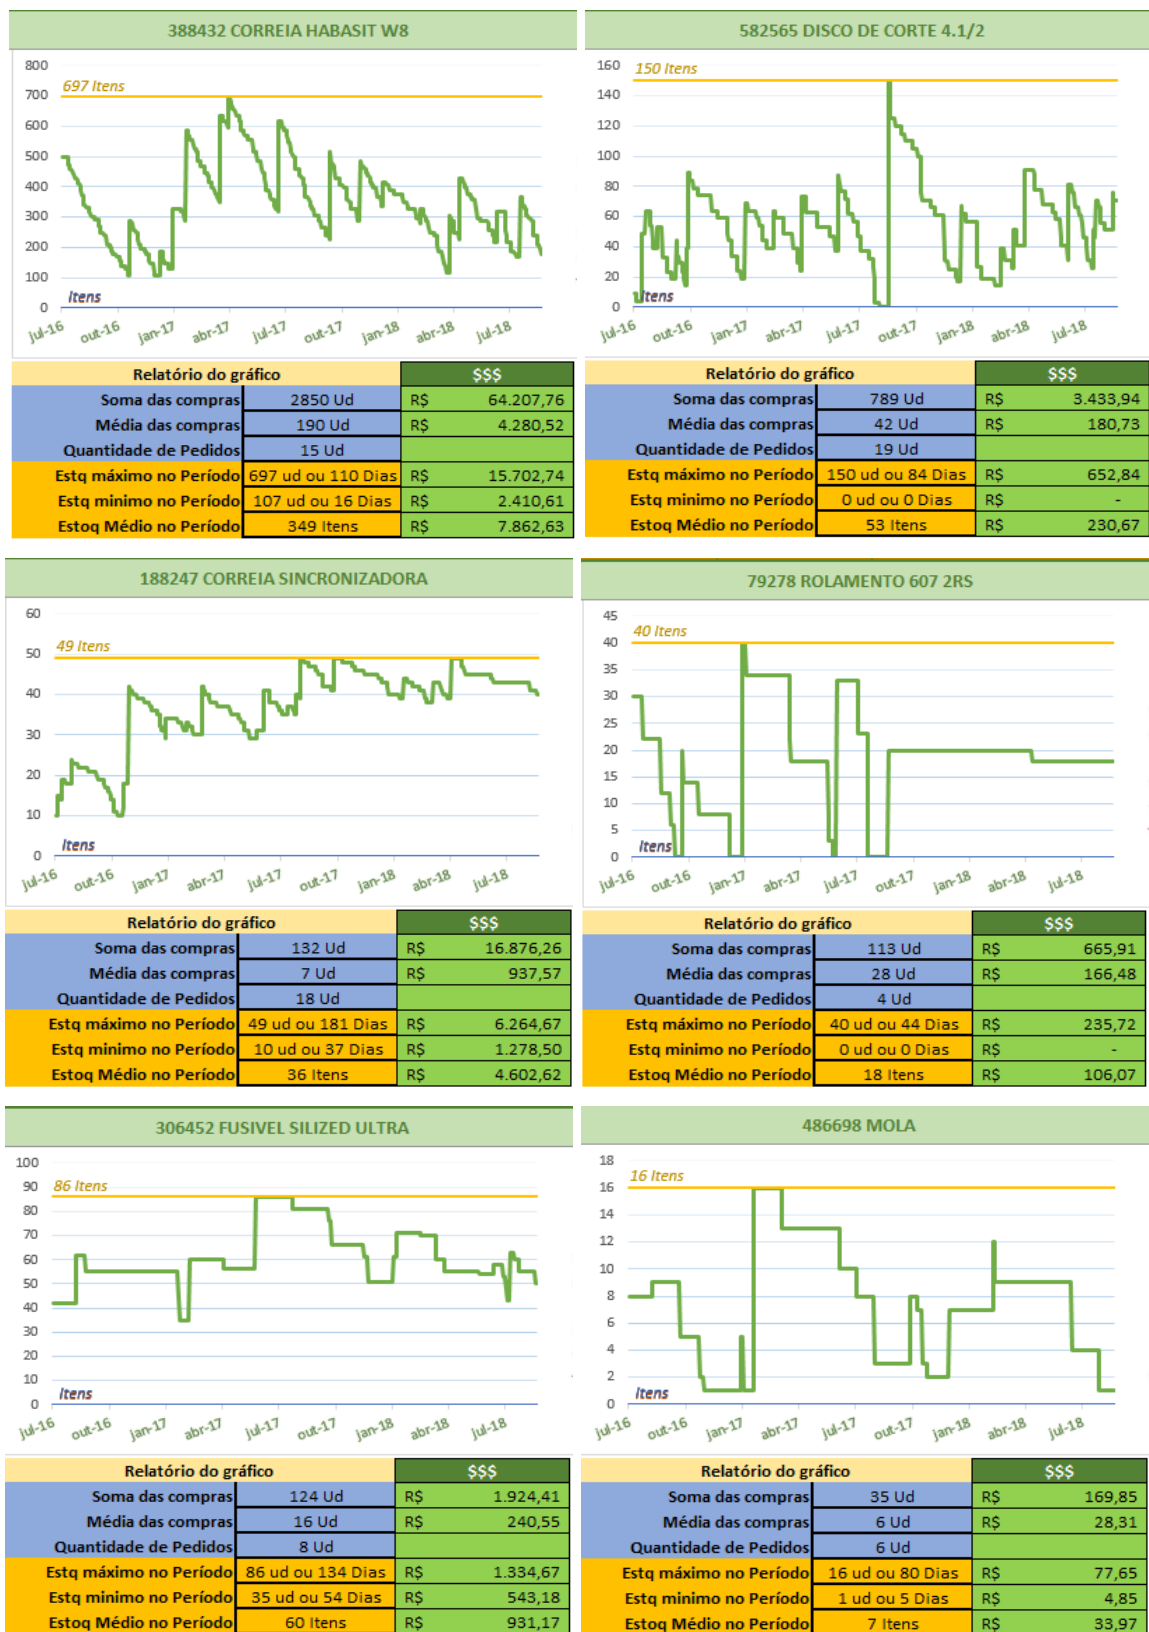 388432 CORREIA HABASIT W8
800
700
600
500
400
300
200
100
0
697 Itens
Itens
jul-16 out-16 jan-17 abr-17 jul-17 out-17 jan-18 abr-18 jul-18
Relatório do gráfico $$$
Soma das compras 2850 Ud R$ 64.207,76
Média das compras 190 Ud R$ 4.280,52
Quantidade de Pedidos 15 Ud
Estq máximo no Período 697 ud ou 110 Dias R$ 15.702,74
Estq minimo no Período 107 ud ou 16 Dias R$ 2.410,61
Estoq Médio no Período 349 Itens R$ 7.862,63
582565 DISCO DE CORTE 4.1/2
160
140
120
100
80
60
40
20
0
150 Itens
Itens
jul-16 out-16 jan-17 abr-17 jul-17 out-17 jan-18 abr-18 jul-18
Relatório do gráfico $$$
Soma das compras 789 Ud R$ 3.433,94
Média das compras 42 Ud R$ 180,73
Quantidade de Pedidos 19 Ud
Estq máximo no Período 150 ud ou 84 Dias R$ 652,84
Estq minimo no Período 0 ud ou 0 Dias R$ -
Estoq Médio no Período 53 Itens R$ 230,67
188247 CORREIA SINCRONIZADORA
60
50
40
30
20
10
0
49 Itens
Itens
jul-16 out-16 jan-17 abr-17 jul-17 out-17 jan-18 abr-18 jul-18
Relatório do gráfico $$$
Soma das compras 132 Ud R$ 16.876,26
Média das compras 7 Ud R$ 937,57
Quantidade de Pedidos 18 Ud
Estq máximo no Período 49 ud ou 181 Dias R$ 6.264,67
Estq minimo no Período 10 ud ou 37 Dias R$ 1.278,50
Estoq Médio no Período 36 Itens R$ 4.602,62
79278 ROLAMENTO 607 2RS
45
40
35
30
25
20
15
10
5
0
40 Itens
Itens
jul-16 out-16 jan-17 abr-17 jul-17 out-17 jan-18 abr-18 jul-18
Relatório do gráfico $$$
Soma das compras 113 Ud R$ 665,91
Média das compras 28 Ud R$ 166,48
Quantidade de Pedidos 4 Ud
Estq máximo no Período 40 ud ou 44 Dias R$ 235,72
Estq minimo no Período 0 ud ou 0 Dias R$ -
Estoq Médio no Período 18 Itens R$ 106,07
306452 FUSIVEL SILIZED ULTRA
100
90
80
70
60
50
40
30
20
10
0
86 Itens
Itens
jul-16 out-16 jan-17 abr-17 jul-17 out-17 jan-18 abr-18 jul-18
Relatório do gráfico $$$
Soma das compras 124 Ud R$ 1.924,41
Média das compras 16 Ud R$ 240,55
Quantidade de Pedidos 8 Ud
Estq máximo no Período 86 ud ou 134 Dias R$ 1.334,67
Estq minimo no Período 35 ud ou 54 Dias R$ 543,18
Estoq Médio no Período 60 Itens R$ 931,17
486698 MOLA
18
16
14
12
10
8
6
4
2
0
16 Itens
Itens
jul-16 out-16 jan-17 abr-17 jul-17 out-17 jan-18 abr-18 jul-18
Relatório do gráfico $$$
Soma das compras 35 Ud R$ 169,85
Média das compras 6 Ud R$ 28,31
Quantidade de Pedidos 6 Ud
Estq máximo no Período 16 ud ou 80 Dias R$ 77,65
Estq minimo no Período 1 ud ou 5 Dias R$ 4,85
Estoq Médio no Período 7 Itens R$ 33,97